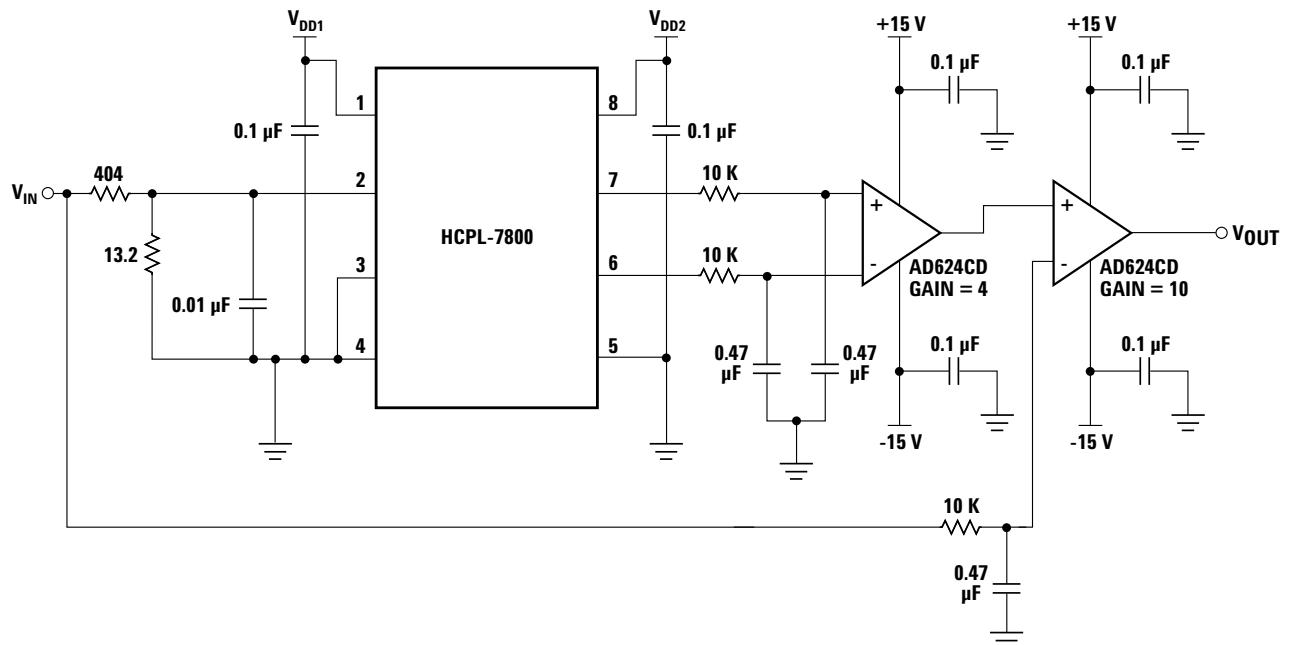 V_DD1
V_DD2
+15 V
+15 V
0.1 µF
0.1 µF
1
8
0.1 µF
0.1 µF
404
10 K
V_IN
2
7
+
+
HCPL-7800
V_OUT
13.2
10 K
3
6
-
-
AD624CD
GAIN = 4
AD624CD
GAIN = 10
0.01 µF
4
5
0.47
µF
0.47
µF
0.1 µF
0.1 µF
-15 V
-15 V
10 K
0.47
µF